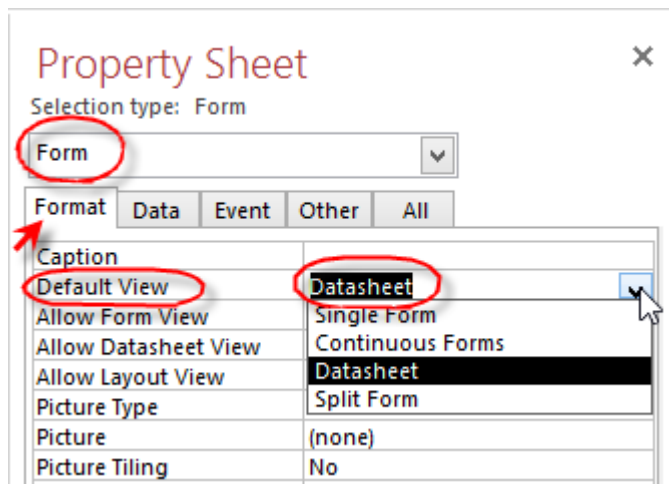 Property Sheet
Selection type: Form
Form
Format Data Event Other All
Caption
Default View Datasheet
Allow Form View Single Form
Allow Datasheet View Continuous Forms
Allow Layout View Datasheet
Picture Type Split Form
Picture (none)
Picture Tiling No